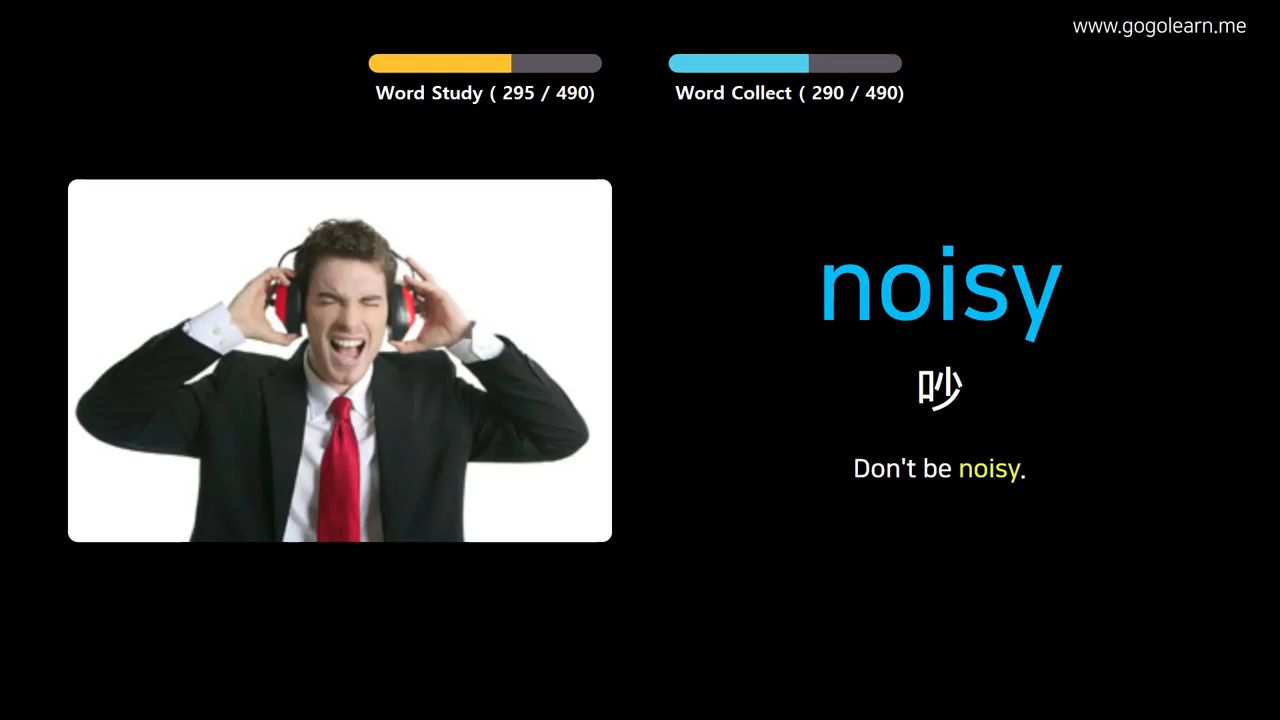 www.gogolearn.me
Word Study ( 295 / 490)
Word Collect ( 290 / 490)
noisy
吵
Don't be noisy.